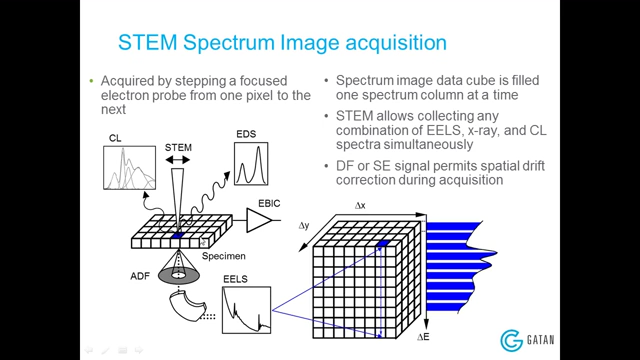 STEM Spectrum Image acquisition
• Acquired by stepping a focused
electron probe from one pixel to the
next
• Spectrum image data cube is filled
one spectrum column at a time
• STEM allows collecting any
combination of EELS, x-ray, and CL
spectra simultaneously
• DF or SE signal permits spatial drift
correction during acquisition
CL
STEM
EDS
EBIC
Specimen
ADF
EELS
Δx
Δy
ΔE
GATAN